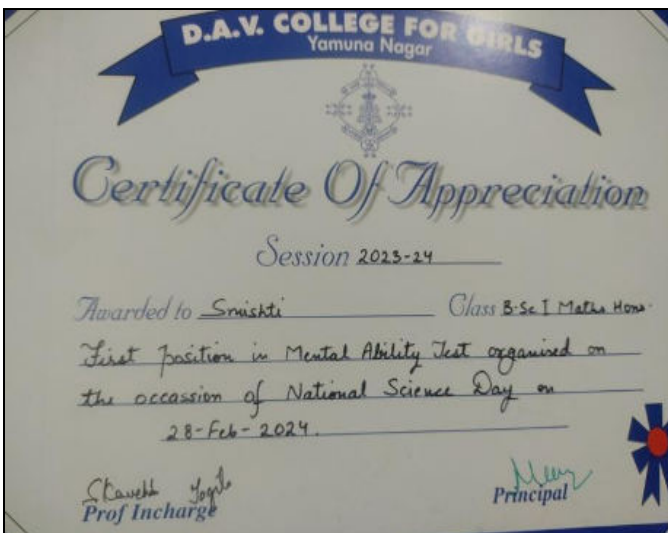 D.A.V. COLLEGE FOR GIRLS
Yamuna Nagar
Certificate Of Appreciation
Session 2023-24
Awarded to Srishti Class B.Sc I Maths Hons.
First position in Mental Ability Test organised on
the occassion of National Science Day on
28-Feb-2024.
Prof Incharge Principal